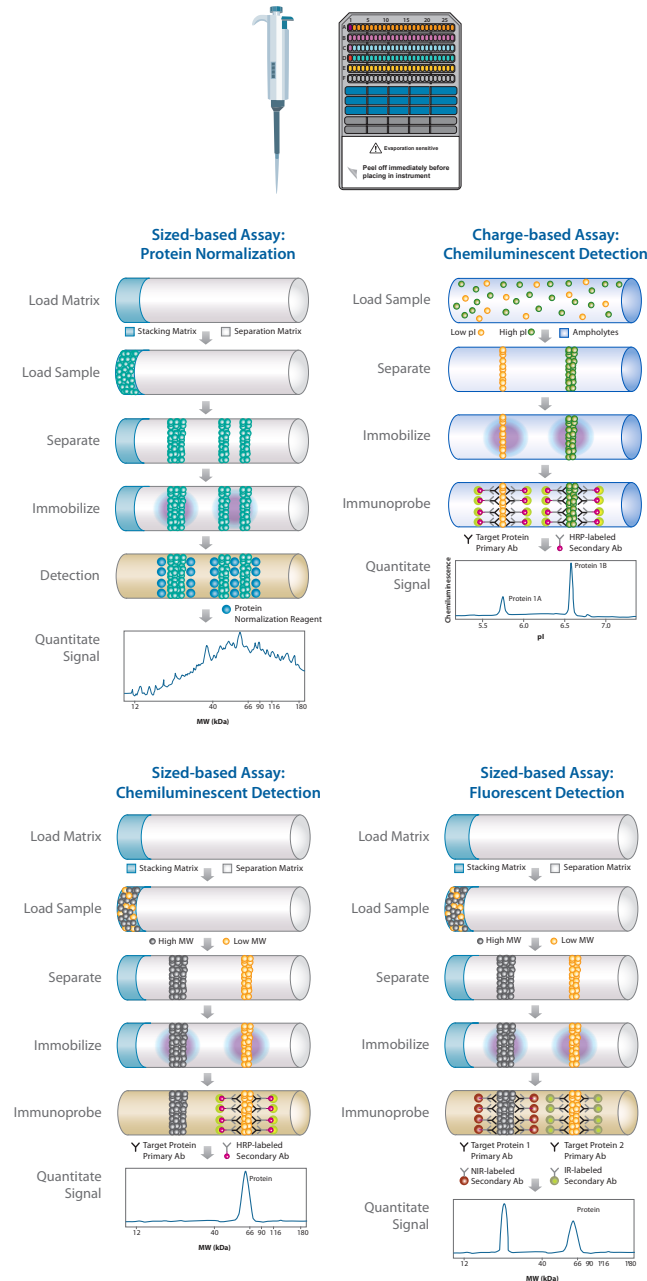 1 5 10 15 20 25
A
B
C
D
E
F
Evaporation sensitive
Peel off immediately before
placing in instrument
Sized-based Assay:
Protein Normalization
Load Matrix
Stacking Matrix Separation Matrix
Load Sample
Separate
Immobilize
Detection
Protein
Normalization Reagent
Quantitate
Signal
12 40 66 90 116 180
MW (kDa)
Charge-based Assay:
Chemiluminescent Detection
Load Sample
Low pI High pI Ampholytes
Separate
Immobilize
Immunoprobe
Target Protein
Primary Ab
HRP-labeled
Secondary Ab
Quantitate
Signal
Chemiluminescence
Protein 1A
Protein 1B
5.5 6.0 6.5 7.0
pI
Sized-based Assay:
Chemiluminescent Detection
Load Matrix
Stacking Matrix Separation Matrix
Load Sample
High MW Low MW
Separate
Immobilize
Immunoprobe
Target Protein
Primary Ab
HRP-labeled
Secondary Ab
Quantitate
Signal
Protein
12 40 66 90 116 180
MW (kDa)
Sized-based Assay:
Fluorescent Detection
Load Matrix
Stacking Matrix Separation Matrix
Load Sample
High MW Low MW
Separate
Immobilize
Immunoprobe
Target Protein 1
Primary Ab
Target Protein 2
Primary Ab
NIR-labeled
Secondary Ab
IR-labeled
Secondary Ab
Quantitate
Signal
Protein
12 40 66 90 116 180
MW (kDa)